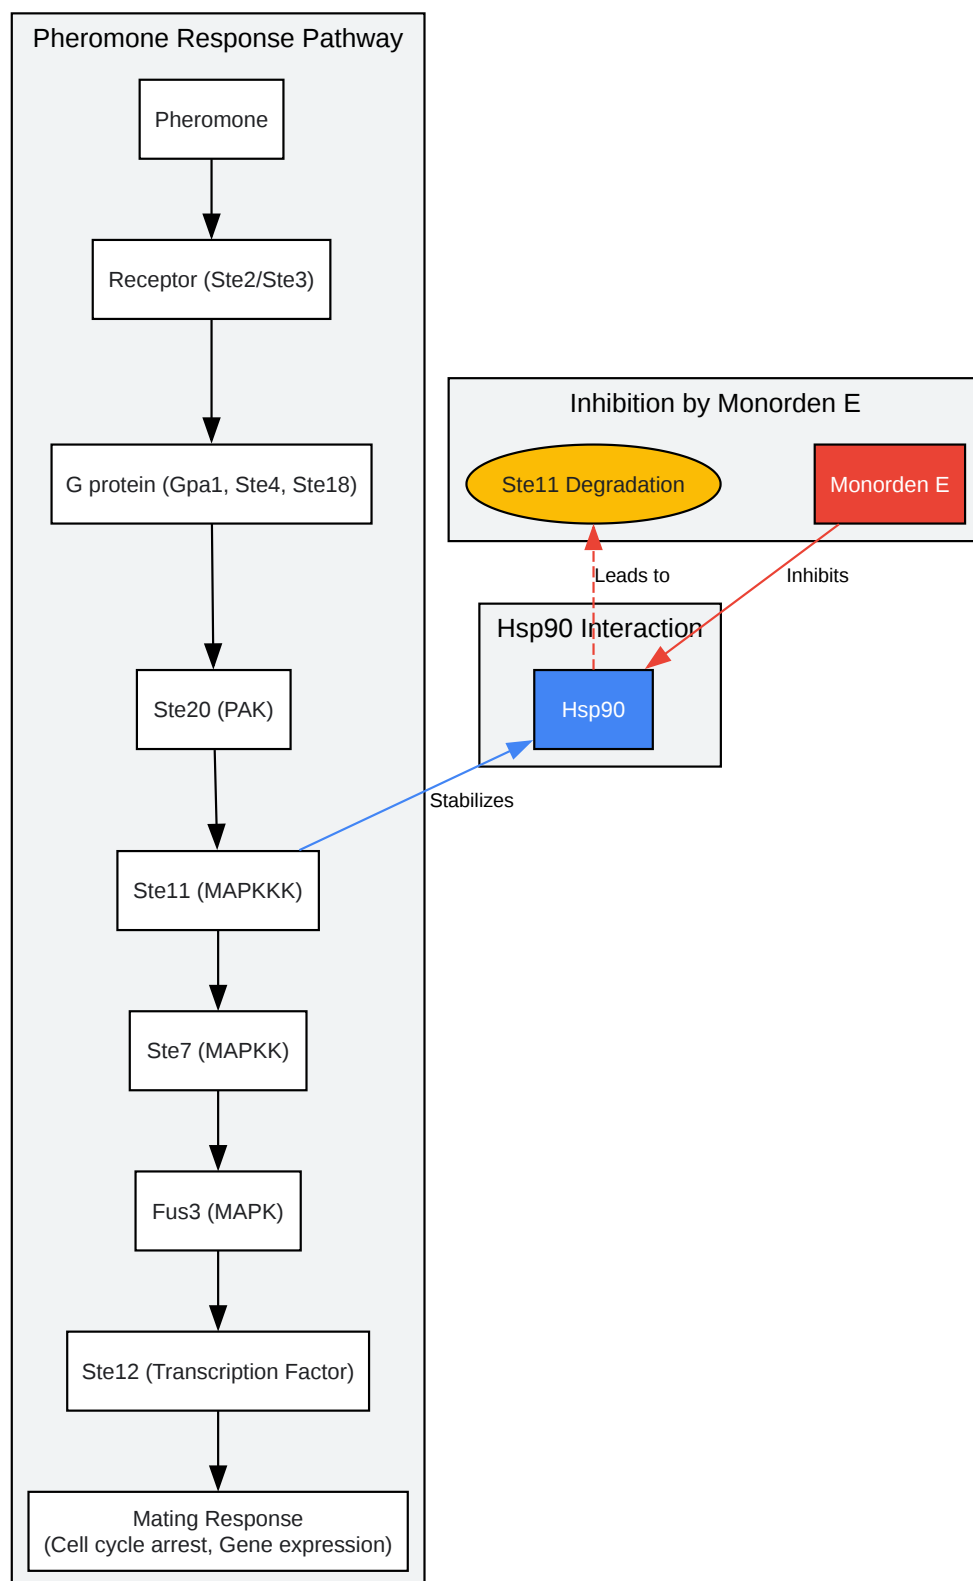 Pheromone Response Pathway
Pheromone
Receptor (Ste2/Ste3)
G protein (Gpa1, Ste4, Ste18)
Ste20 (PAK)
Ste11 (MAPKKK)
Ste7 (MAPKK)
Fus3 (MAPK)
Ste12 (Transcription Factor)
Mating Response
(Cell cycle arrest, Gene expression)
Inhibition by Monorden E
Ste11 Degradation
Monorden E
Leads to
Inhibits
Hsp90 Interaction
Hsp90
Stabilizes